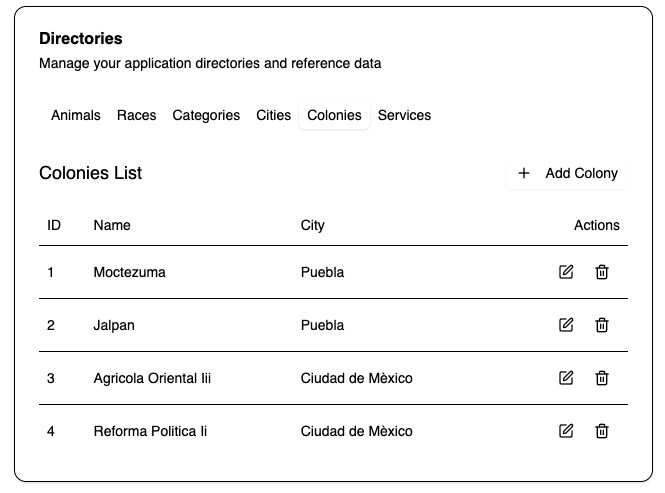 Directories
Manage your application directories and reference data
Animals Races Categories Cities Colonies Services
Colonies List + Add Colony
ID Name City Actions
1 Moctezuma Puebla
2 Jalpan Puebla
3 Agricola Oriental Iii Ciudad de Mèxico
4 Reforma Politica Ii Ciudad de Mèxico